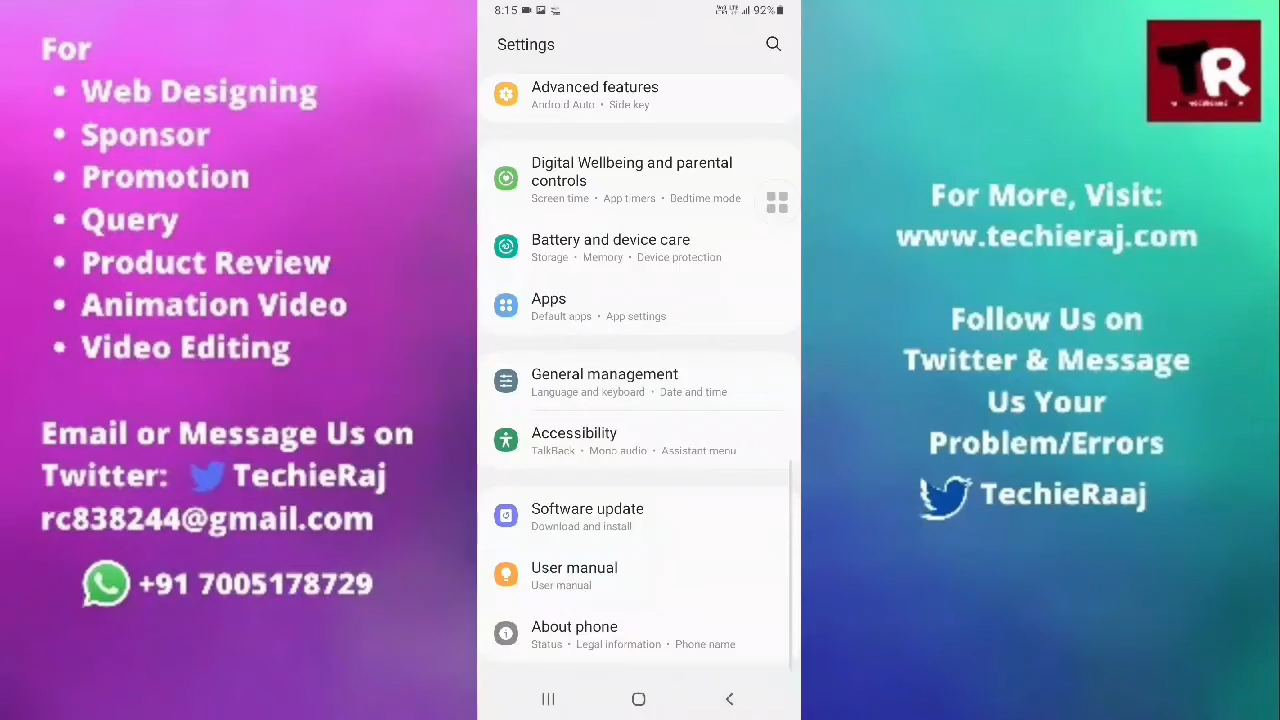 For
• Web Designing
• Sponsor
• Promotion
• Query
• Product Review
• Animation Video
• Video Editing
Email or Message Us on
Twitter: TechieRaj
rc838244@gmail.com
+91 7005178729
8:15
92%
Settings
Advanced features
Android Auto • Side key
Digital Wellbeing and parental
controls
Screen time • App timers • Bedtime mode
Battery and device care
Storage • Memory • Device protection
Apps
Default apps • App settings
General management
Language and keyboard • Date and time
Accessibility
TalkBack • Mono audio • Assistant menu
Software update
Download and install
User manual
User manual
About phone
Status • Legal information • Phone name
TR
For More, Visit:
www.techieraj.com
Follow Us on
Twitter & Message
Us Your
Problem/Errors
TechieRaaj